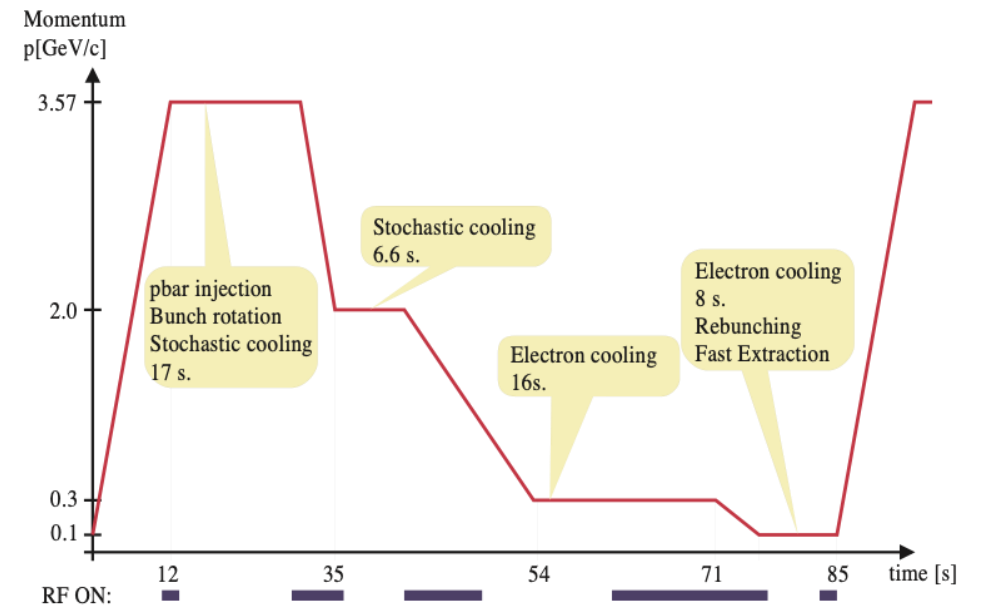 Momentum
p[GeV/c]
3.57
Stochastic cooling
6.6 s.
pbar injection
Bunch rotation
Stochastic cooling
17 s.
Electron cooling
8 s.
Rebunching
Fast Extraction
2.0
Electron cooling
16s.
0.3
0.1
12 35 54 71 85 time [s]
RF ON: